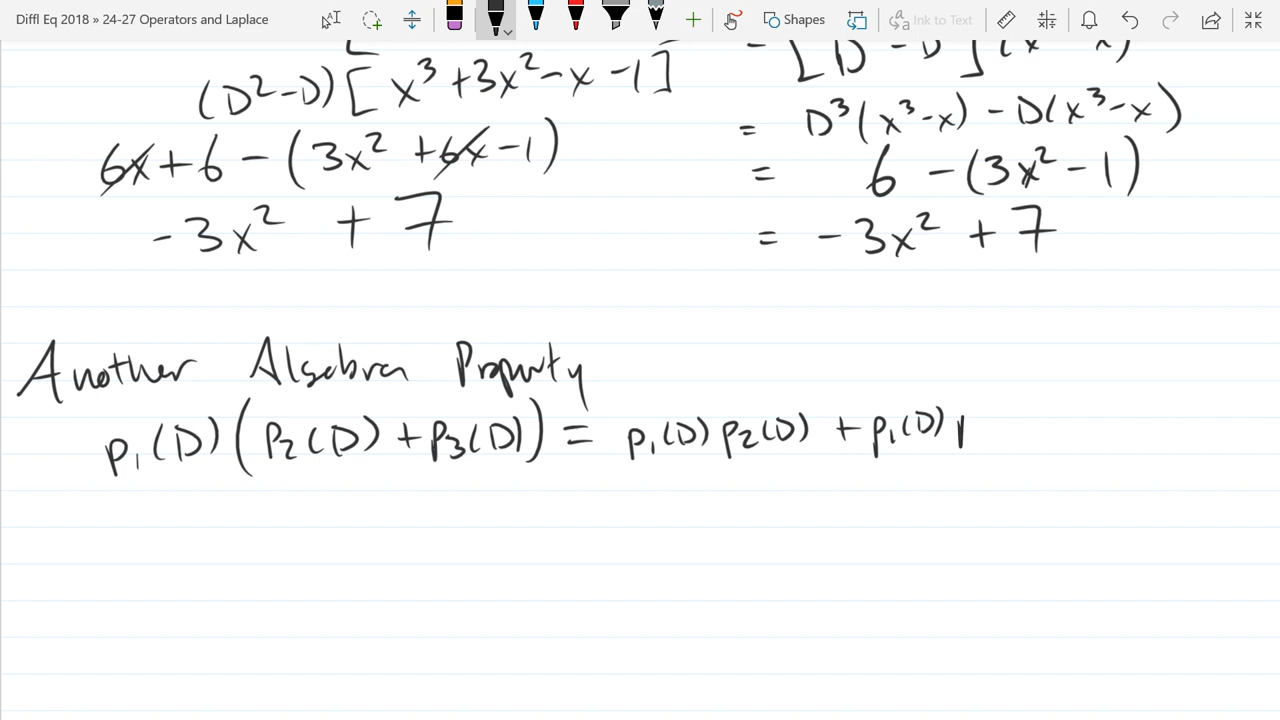 Diffl Eq 2018 » 24-27 Operators and Laplace Shapes Ink to Text
(D²-D)[x³+3x²-x-1]
= D³(x³-x) - D(x³-x)
6x+6-(3x²+6x-1)
= 6-(3x²-1)
-3x² + 7
= -3x² + 7
Another Algebra Property
p₁(D)(p₂(D)+p₃(D)) = p₁(D)p₂(D) + p₁(D)